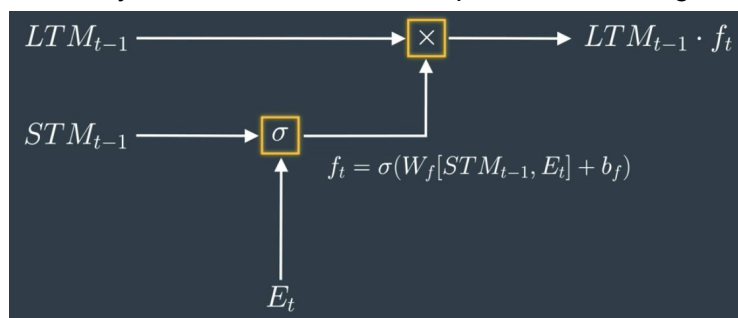 LTM_{t-1} × LTM_{t-1} · f_t
STM_{t-1} σ
f_t = σ(W_f[STM_{t-1}, E_t] + b_f)
E_t